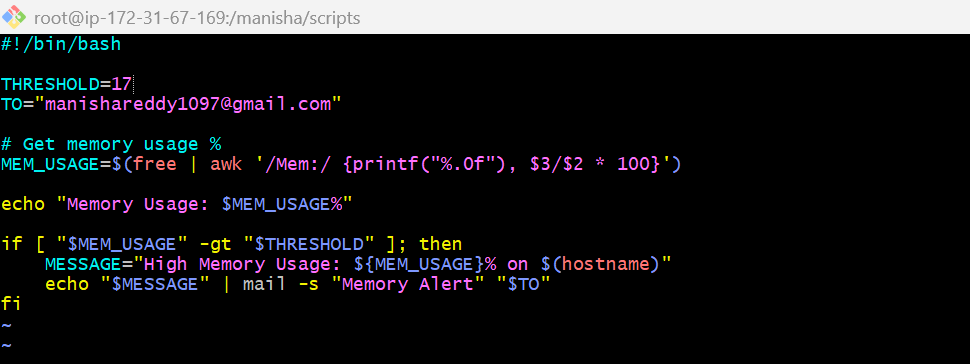 root@ip-172-31-67-169:/manisha/scripts
#!/bin/bash
THRESHOLD=17
TO="manishareddy1097@gmail.com"
# Get memory usage %
MEM_USAGE=$(free | awk '/Mem:/ {printf("%.0f"), $3/$2 * 100}')
echo "Memory Usage: $MEM_USAGE%"
if [ "$MEM_USAGE" -gt "$THRESHOLD" ]; then
    MESSAGE="High Memory Usage: ${MEM_USAGE}% on $(hostname)"
    echo "$MESSAGE" | mail -s "Memory Alert" "$TO"
fi
~
~